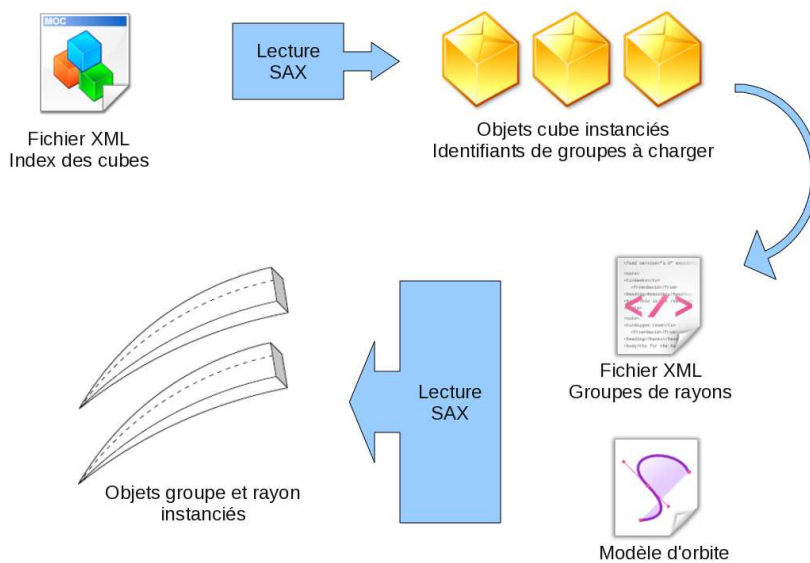 MOC
Lecture
SAX
Fichier XML
Index des cubes
Objets cube instanciés
Identifiants de groupes à charger
</>
Fichier XML
Groupes de rayons
Lecture
SAX
Objets groupe et rayon
instanciés
Modèle d'orbite